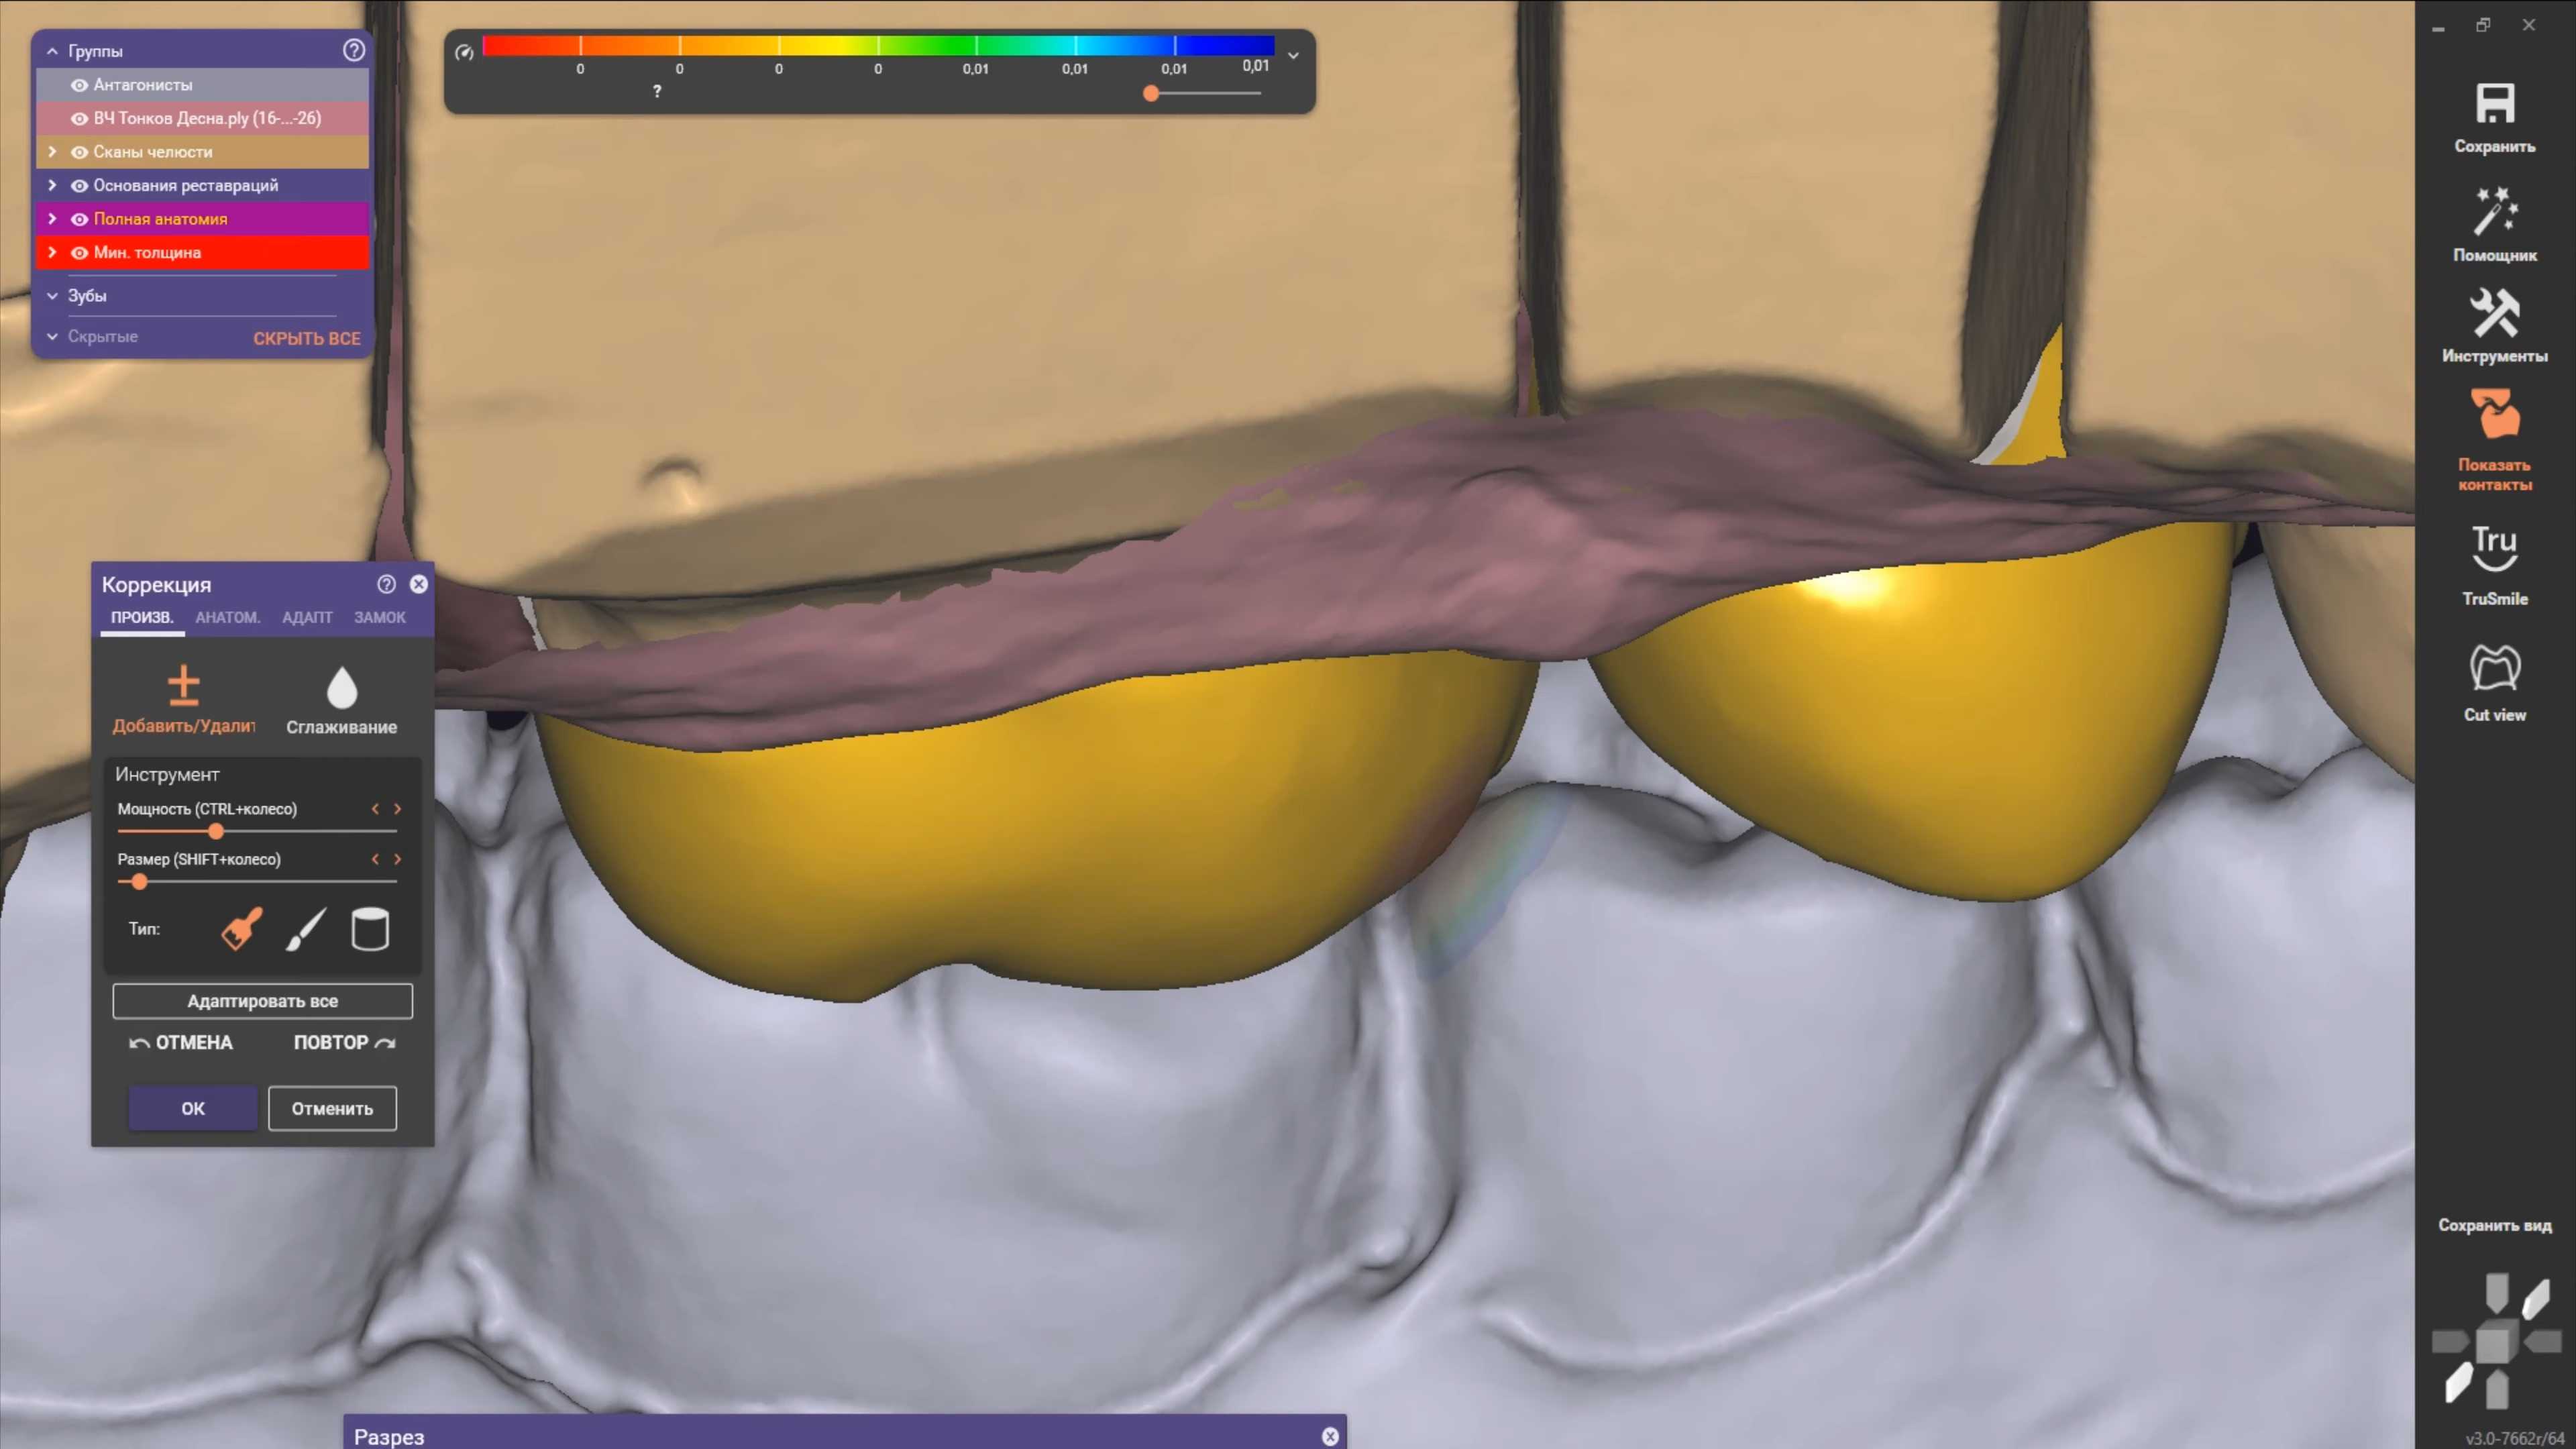 Группы
Антагонисты
ВЧ Тонков Десна.ply (16-...-26)
Сканы челюсти
Основания реставраций
Полная анатомия
Мин. толщина
Зубы
Скрытые СКРЫТЬ ВСЕ
0 0 0 0 0,01 0,01 0,01 0,01
?
Коррекция
ПРОИЗВ. АНАТОМ. АДАПТ ЗАМОК
Добавить/Удалит Сглаживание
Инструмент
Мощность (CTRL+колесо)
Размер (SHIFT+колесо)
Тип:
Адаптировать все
ОТМЕНА ПОВТОР
OK Отменить
Разрез
Сохранить
Помощник
Инструменты
Показать
контакты
Tru
TruSmile
Cut view
Сохранить вид
v3.0-7662r/64